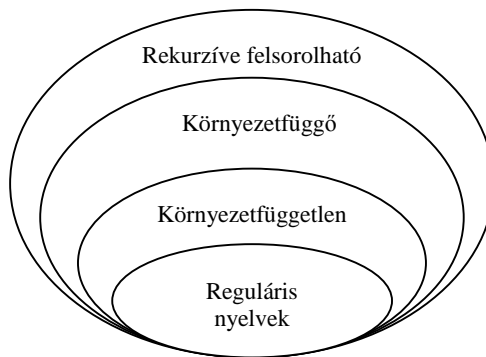 Rekurzíve felsorolható
Környezetfüggő
Környezetfüggetlen
Reguláris
nyelvek